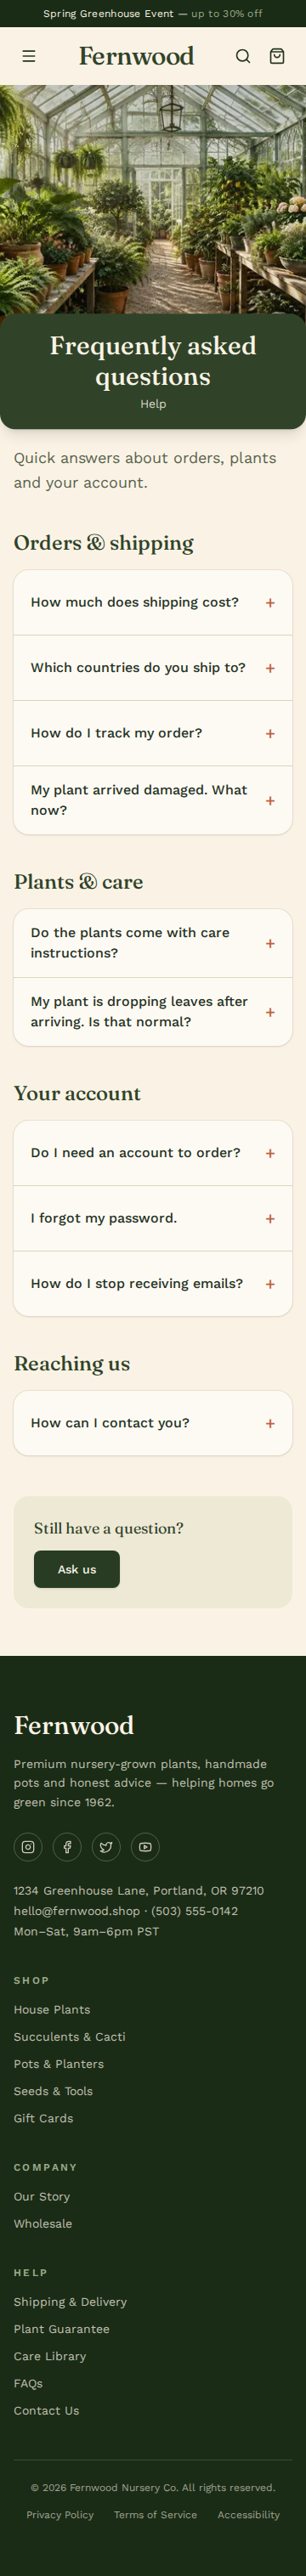 Spring Greenhouse Event — up to 30% off
Fernwood
Frequently asked
questions
Help
Quick answers about orders, plants
and your account.
Orders & shipping
How much does shipping cost? +
Which countries do you ship to? +
How do I track my order? +
My plant arrived damaged. What
now? +
Plants & care
Do the plants come with care
instructions? +
My plant is dropping leaves after
arriving. Is that normal? +
Your account
Do I need an account to order? +
I forgot my password. +
How do I stop receiving emails? +
Reaching us
How can I contact you? +
Still have a question?
Ask us
Fernwood
Premium nursery-grown plants, handmade
pots and honest advice — helping homes go
green since 1962.
1234 Greenhouse Lane, Portland, OR 97210
hello@fernwood.shop · (503) 555-0142
Mon–Sat, 9am–6pm PST
SHOP
House Plants
Succulents & Cacti
Pots & Planters
Seeds & Tools
Gift Cards
COMPANY
Our Story
Wholesale
HELP
Shipping & Delivery
Plant Guarantee
Care Library
FAQs
Contact Us
© 2026 Fernwood Nursery Co. All rights reserved.
Privacy Policy Terms of Service Accessibility